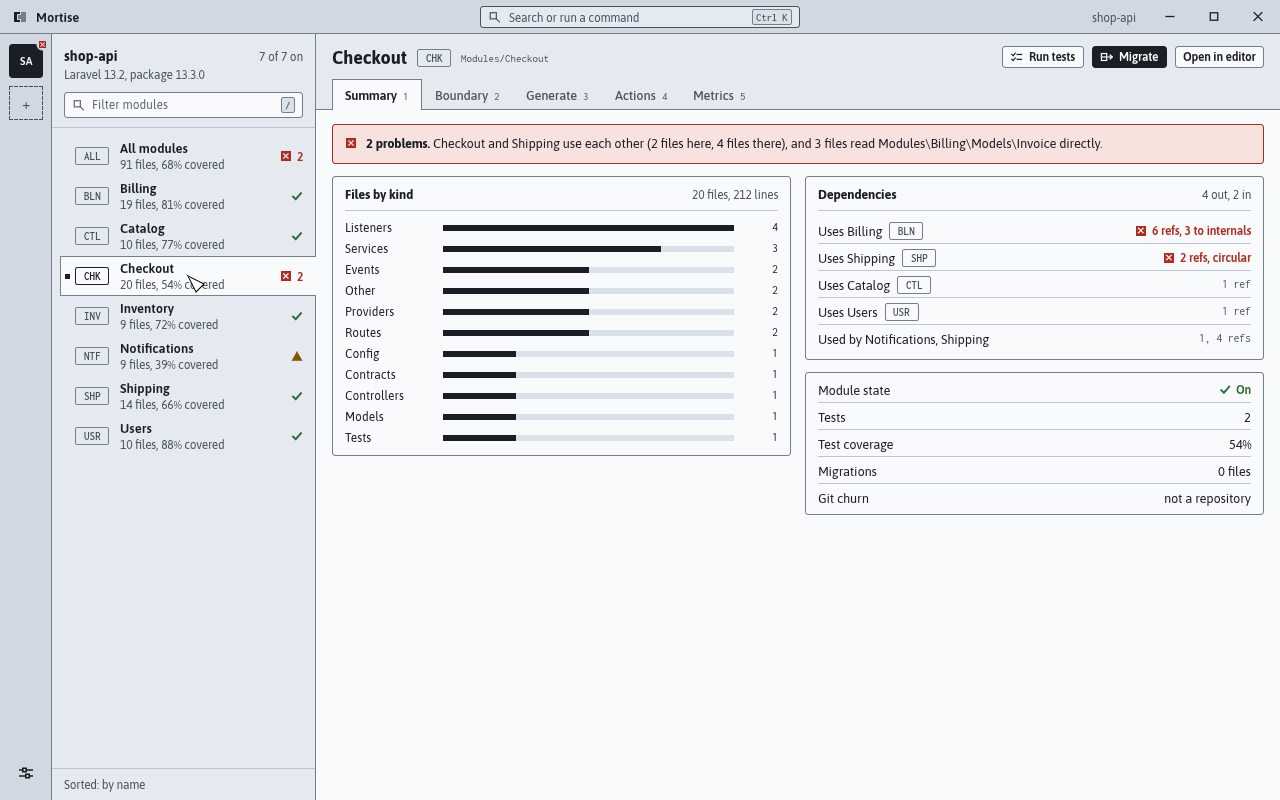 Mortise
Search or run a command
Ctrl K
shop-api
SA
+
shop-api
7 of 7 on
Laravel 13.2, package 13.3.0
Filter modules
/
ALL
All modules
91 files, 68% covered
2
BLN
Billing
19 files, 81% covered
CTL
Catalog
10 files, 77% covered
CHK
Checkout
20 files, 54% covered
2
INV
Inventory
9 files, 72% covered
NTF
Notifications
9 files, 39% covered
SHP
Shipping
14 files, 66% covered
USR
Users
10 files, 88% covered
Sorted: by name
Checkout
CHK
Modules/Checkout
Run tests
Migrate
Open in editor
Summary 1
Boundary 2
Generate 3
Actions 4
Metrics 5
2 problems. Checkout and Shipping use each other (2 files here, 4 files there), and 3 files read Modules\Billing\Models\Invoice directly.
Files by kind
20 files, 212 lines
Listeners 4
Services 3
Events 2
Other 2
Providers 2
Routes 2
Config 1
Contracts 1
Controllers 1
Models 1
Tests 1
Dependencies
4 out, 2 in
Uses Billing BLN 6 refs, 3 to internals
Uses Shipping SHP 2 refs, circular
Uses Catalog CTL 1 ref
Uses Users USR 1 ref
Used by Notifications, Shipping 1, 4 refs
Module state On
Tests 2
Test coverage 54%
Migrations 0 files
Git churn not a repository